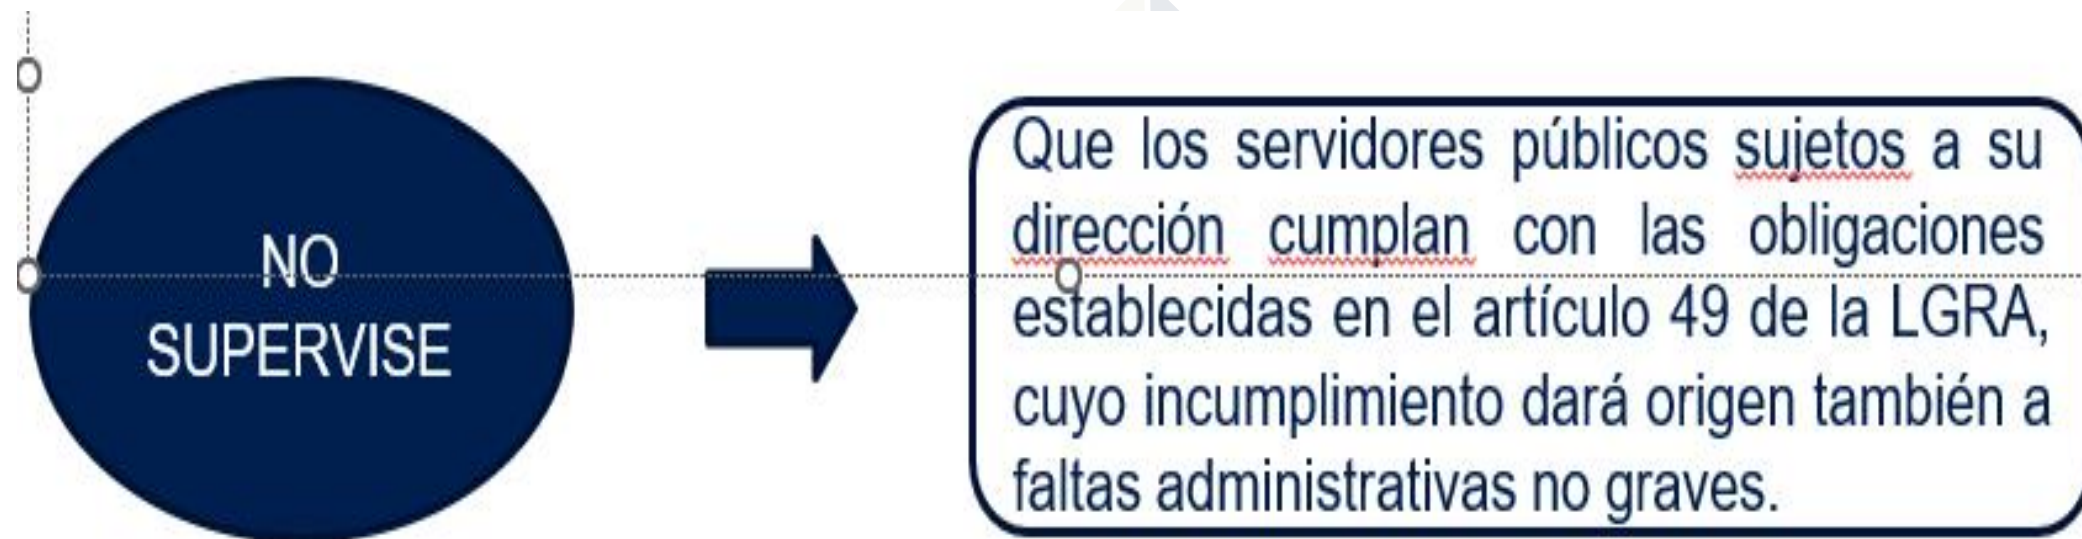 NO
SUPERVISE
Que los servidores públicos sujetos a su
dirección cumplan con las obligaciones
establecidas en el artículo 49 de la LGRA,
cuyo incumplimiento dará origen también a
faltas administrativas no graves.